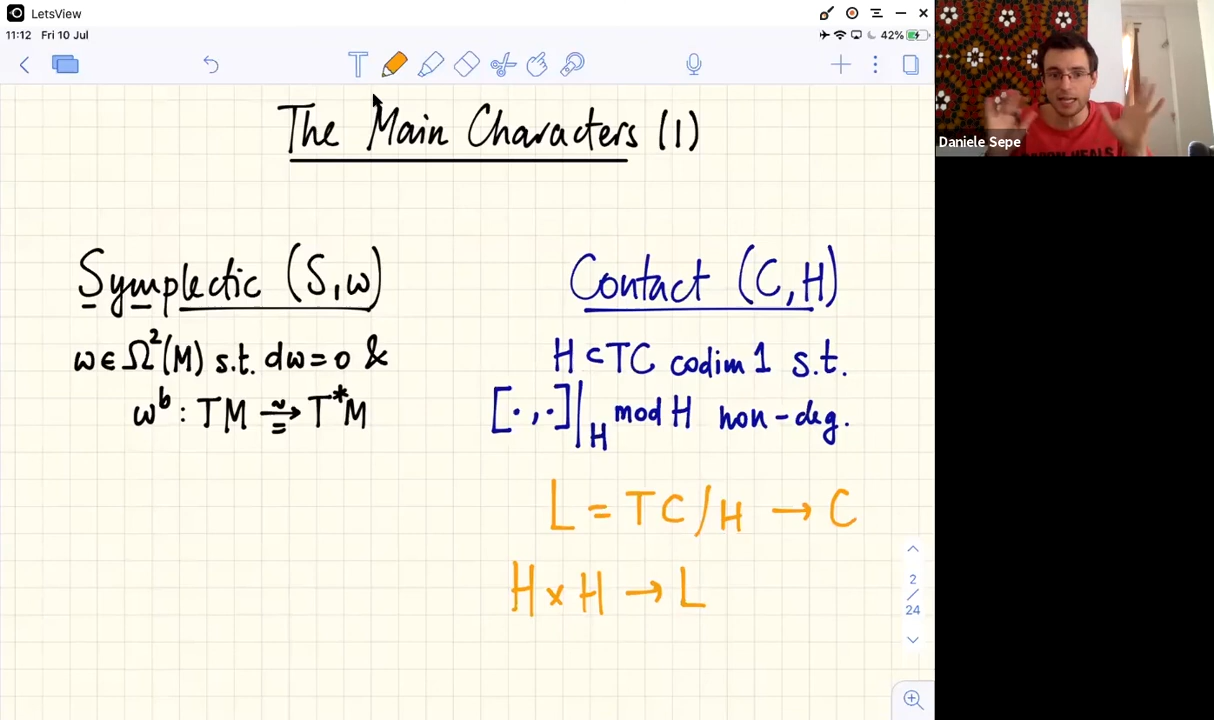 LetsView
11:12 Fri 10 Jul
42%
The Main Characters (1)
Daniele Sepe
Symplectic (S,ω)
ω∈Ω²(M) s.t. dω=0 &
ω♭: TM ≅→ T*M
Contact (C,H)
H⊂TC codim 1 s.t.
[·,·]|_H mod H non-deg.
L = TC/H → C
H × H → L
2
/
24